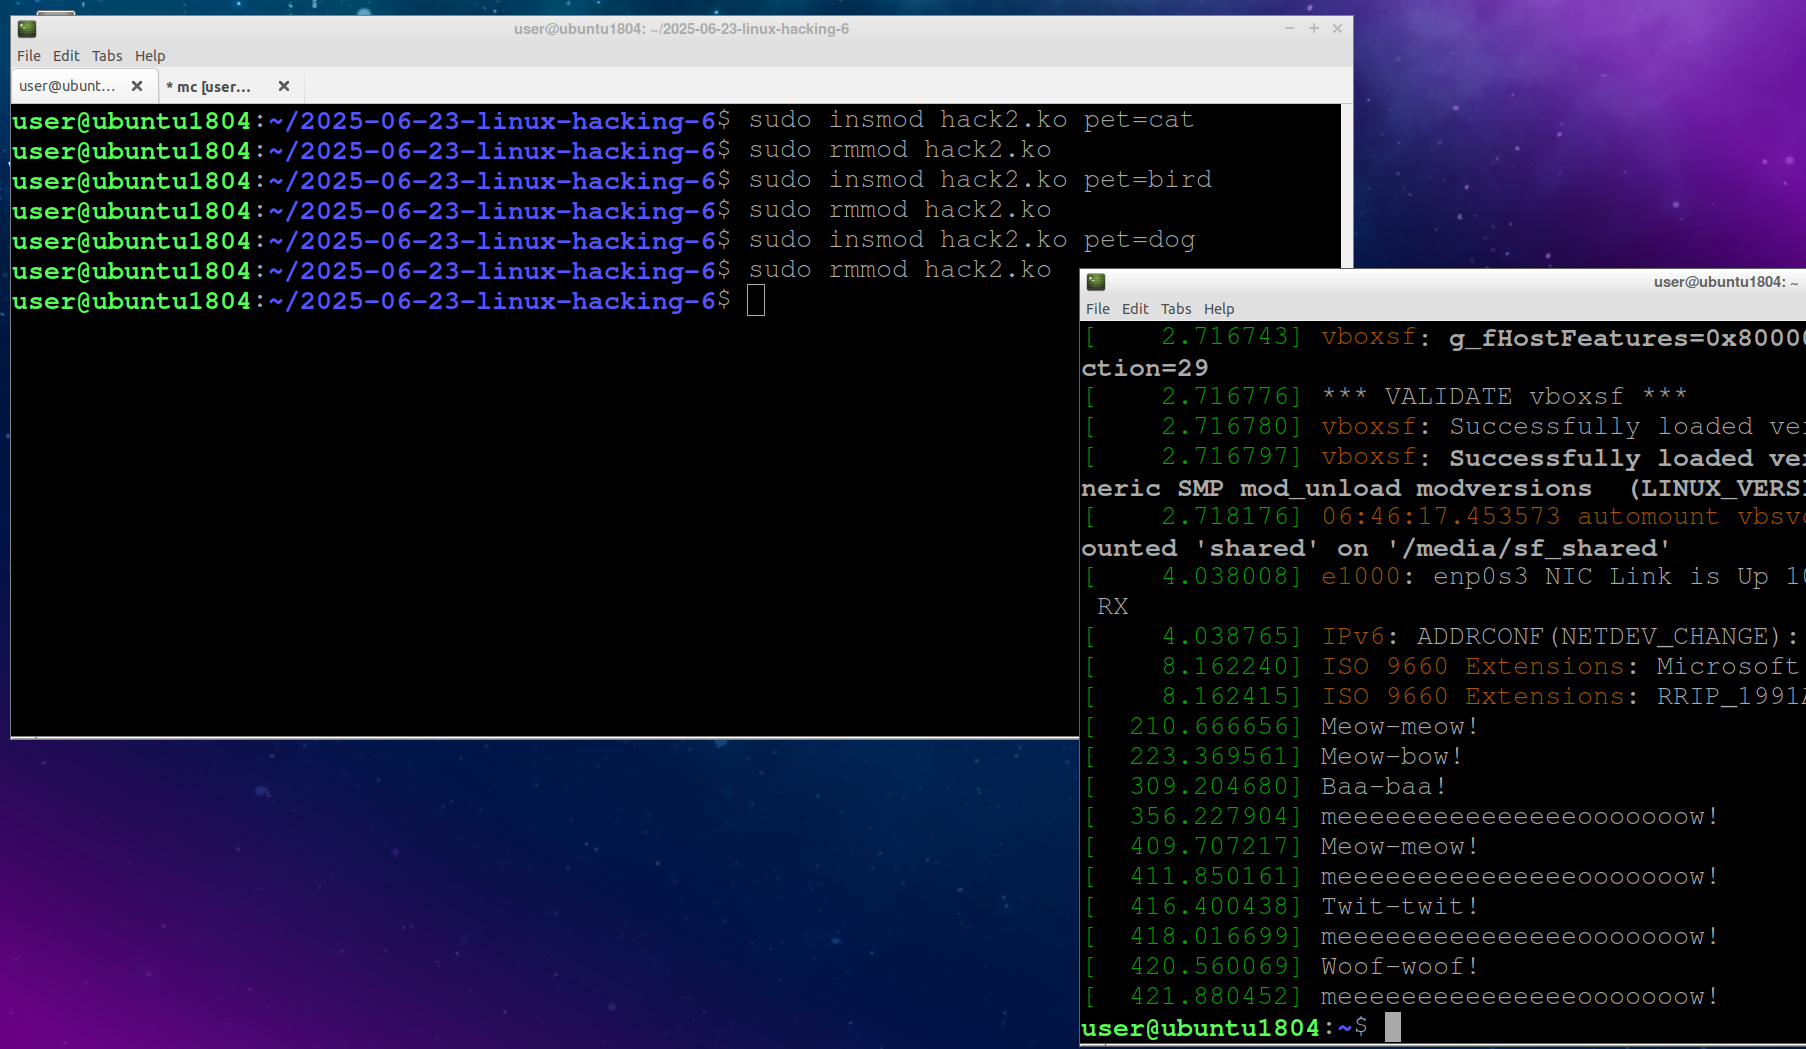 user@ubuntu1804: ~/2025-06-23-linux-hacking-6
File Edit Tabs Help
user@ubunt...
* mc [user...
user@ubuntu1804:~/2025-06-23-linux-hacking-6$ sudo insmod hack2.ko pet=cat
user@ubuntu1804:~/2025-06-23-linux-hacking-6$ sudo rmmod hack2.ko
user@ubuntu1804:~/2025-06-23-linux-hacking-6$ sudo insmod hack2.ko pet=bird
user@ubuntu1804:~/2025-06-23-linux-hacking-6$ sudo rmmod hack2.ko
user@ubuntu1804:~/2025-06-23-linux-hacking-6$ sudo insmod hack2.ko pet=dog
user@ubuntu1804:~/2025-06-23-linux-hacking-6$ sudo rmmod hack2.ko
user@ubuntu1804:~/2025-06-23-linux-hacking-6$
user@ubuntu1804: ~
File Edit Tabs Help
[    2.716743] vboxsf: g_fHostFeatures=0x8000
ction=29
[    2.716776] *** VALIDATE vboxsf ***
[    2.716780] vboxsf: Successfully loaded ve
[    2.716797] vboxsf: Successfully loaded ve
neric SMP mod_unload modversions  (LINUX_VERS
[    2.718176] 06:46:17.453573 automount vbsv
ounted 'shared' on '/media/sf_shared'
[    4.038008] e1000: enp0s3 NIC Link is Up 1
 RX
[    4.038765] IPv6: ADDRCONF(NETDEV_CHANGE):
[    8.162240] ISO 9660 Extensions: Microsoft
[    8.162415] ISO 9660 Extensions: RRIP_1991
[  210.666656] Meow-meow!
[  223.369561] Meow-bow!
[  309.204680] Baa-baa!
[  356.227904] meeeeeeeeeeeeeeeooooooow!
[  409.707217] Meow-meow!
[  411.850161] meeeeeeeeeeeeeeeooooooow!
[  416.400438] Twit-twit!
[  418.016699] meeeeeeeeeeeeeeeooooooow!
[  420.560069] Woof-woof!
[  421.880452] meeeeeeeeeeeeeeeooooooow!
user@ubuntu1804:~$